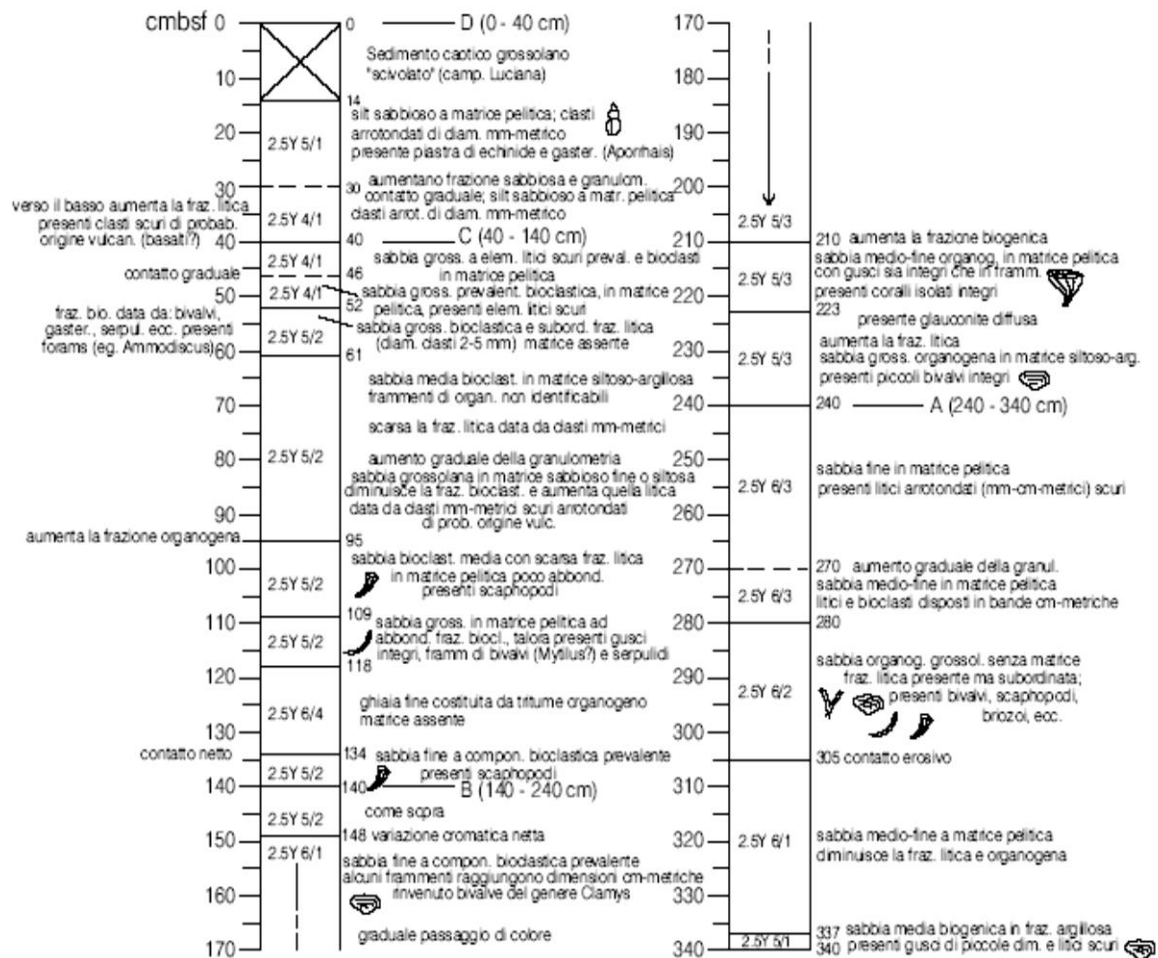 cmbsf 0
0
D (0 - 40 cm)
Sedimento caotico grossolano
"scivolato" (camp. Luciana)
10
14
silt sabbioso a matrice pelitica; clasti
20
2.5Y 5/1
arrotondati di diam. mm-metrico
presente piastra di echinide e gaster. (Aporrhais)
30
30
aumentano frazione sabbiosa e granulom.
contatto graduale; silt sabbioso a matr. pelitica
clasti arrot. di diam. mm-metrico
verso il basso aumenta la fraz. litica
presenti clasti scuri di probab.
origine vulcan. (basalti?)
2.5Y 4/1
40
40
C (40 - 140 cm)
2.5Y 4/1
sabbia gross. a elem. litici scuri preval. e bioclasti
in matrice pelitica
contatto graduale
46
50
2.5Y 4/1
sabbia gross. prevalent. bioclastica, in matrice
pelitica, presenti elem. litici scuri
52
fraz. bio. data da: bivalvi,
gaster., serpul. ecc. presenti
forams (eg. Ammodiscus)
2.5Y 5/2
sabbia gross. bioclastica e subord. fraz. litica
(diam. clasti 2-5 mm) matrice assente
60
61
sabbia media bioclast. in matrice siltoso-argillosa
frammenti di organ. non identificabili
70
scarsa la fraz. litica data da clasti mm-metrici
80
2.5Y 5/2
aumento graduale della granulometria
sabbia grossolana in matrice sabbioso fine o siltosa
diminuisce la fraz. bioclast. e aumenta quella litica
data da clasti mm-metrici scuri arrotondati
di prob. origine vulc.
90
aumenta la frazione organogena
95
100
2.5Y 5/2
sabbia bioclast. media con scarsa fraz. litica
in matrice pelitica poco abbond.
presenti scaphopodi
109
110
2.5Y 5/2
sabbia gross. in matrice pelitica ad
abbond. fraz. biocl., talora presenti gusci
integri, framm di bivalvi (Mytilus?) e serpulidi
118
120
2.5Y 6/4
ghiaia fine costituita da tritume organogeno
matrice assente
130
contatto netto
134
sabbia fine a compon. bioclastica prevalente
presenti scaphopodi
2.5Y 5/2
140
140
B (140 - 240 cm)
2.5Y 5/2
come sopra
148 variazione cromatica netta
150
2.5Y 6/1
sabbia fine a compon. bioclastica prevalente
alcuni frammenti raggiungono dimensioni cm-metriche
rinvenuto bivalve del genere Clamys
160
graduale passaggio di colore
170
170
180
190
200
2.5Y 5/3
210
210 aumenta la frazione biogenica
2.5Y 5/3
sabbia medio-fine organog. in matrice pelitica
con gusci sia integri che in framm.
presenti coralli isolati integri
220
223
presente glauconite diffusa
230
2.5Y 5/3
aumenta la fraz. litica
sabbia gross. organogena in matrice siltoso-arg.
presenti piccoli bivalvi integri
240
240
A (240 - 340 cm)
250
2.5Y 6/3
sabbia fine in matrice pelitica
presenti litici arrotondati (mm-cm-metrici) scuri
260
270
270 aumento graduale della granul.
2.5Y 6/3
sabbia medio-fine in matrice pelitica
litici e bioclasti disposti in bande cm-metriche
280
280
290
2.5Y 6/2
sabbia organog. grossol. senza matrice
fraz. litica presente ma subordinata;
presenti bivalvi, scaphopodi,
briozoi, ecc.
300
305 contatto erosivo
310
320
2.5Y 6/1
sabbia medio-fine a matrice pelitica
diminuisce la fraz. litica e organogena
330
337 sabbia media biogenica in fraz. argillosa
340
2.5Y 5/1
340 presenti gusci di piccole dim. e litici scuri